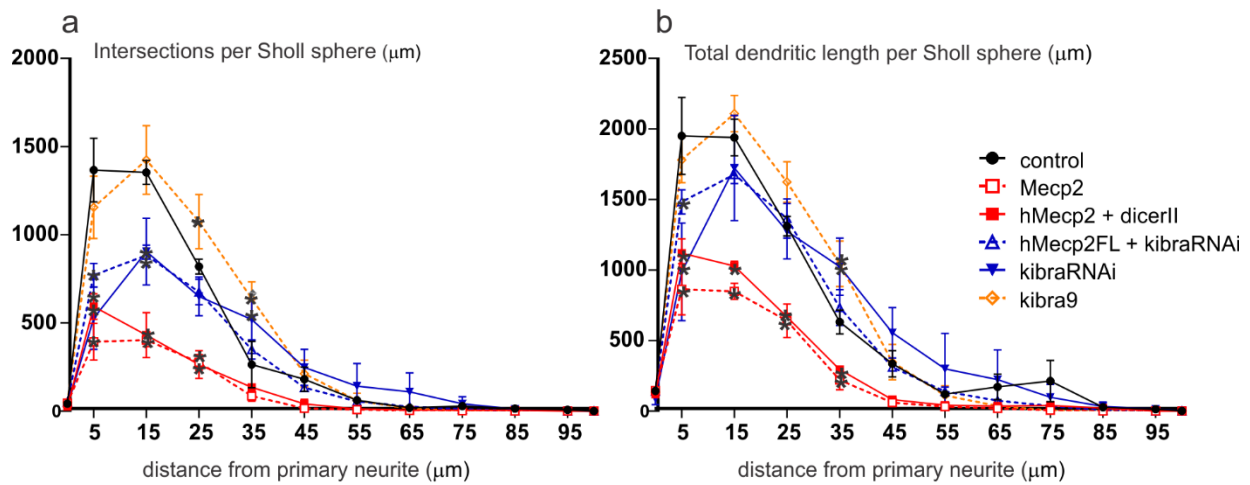 a
Intersections per Sholl sphere (μm)
2000
1500
1000
500
0
5 15 25 35 45 55 65 75 85 95
distance from primary neurite (μm)
b
Total dendritic length per Sholl sphere (μm)
2500
2000
1500
1000
500
0
5 15 25 35 45 55 65 75 85 95
distance from primary neurite (μm)
control
Mecp2
hMecp2 + dicerII
hMecp2FL + kibraRNAi
kibraRNAi
kibra9